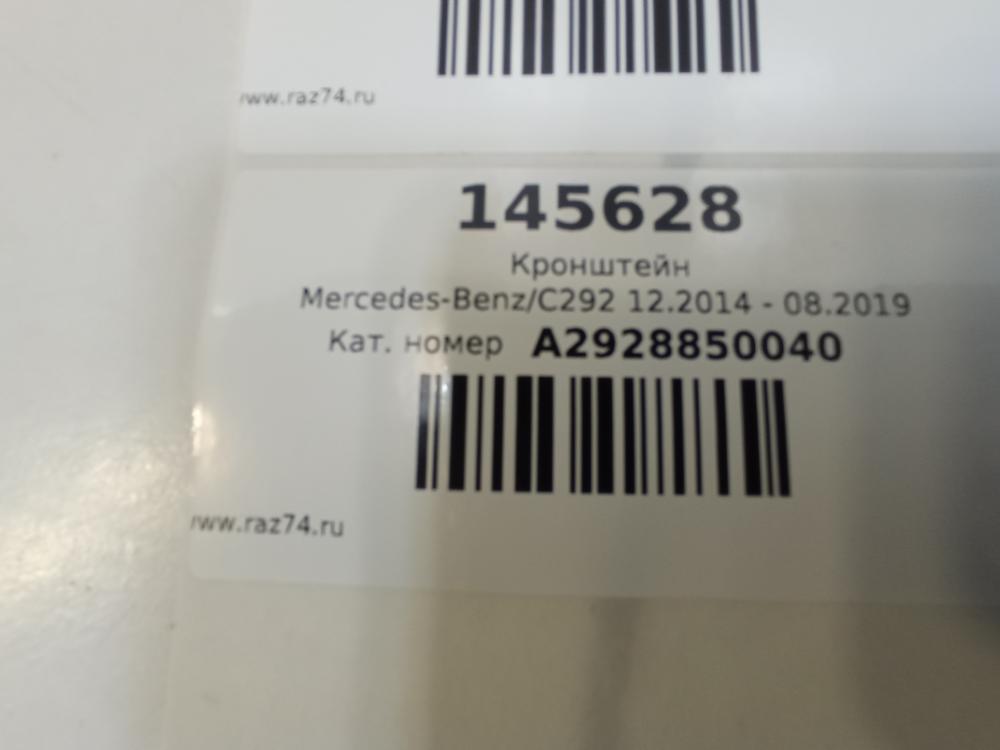 www.raz74.ru
145628
Кронштейн
Mercedes-Benz/C292 12.2014 - 08.2019
Кат. номер A2928850040
www.raz74.ru